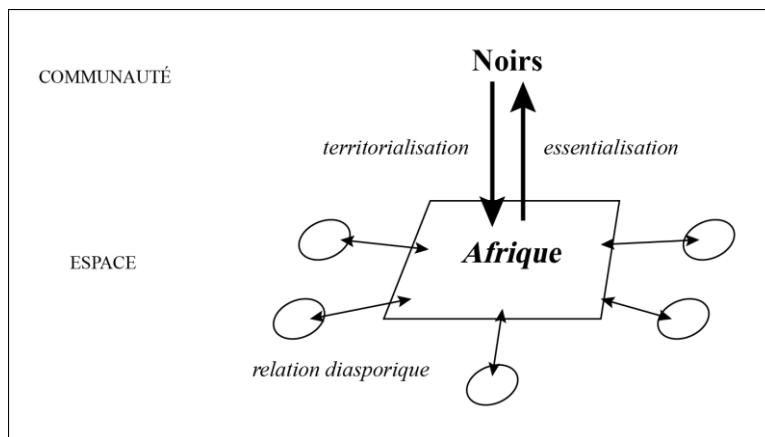 Noirs
COMMUNAUTÉ
territorialisation
essentialisation
Afrique
ESPACE
relation diasporique